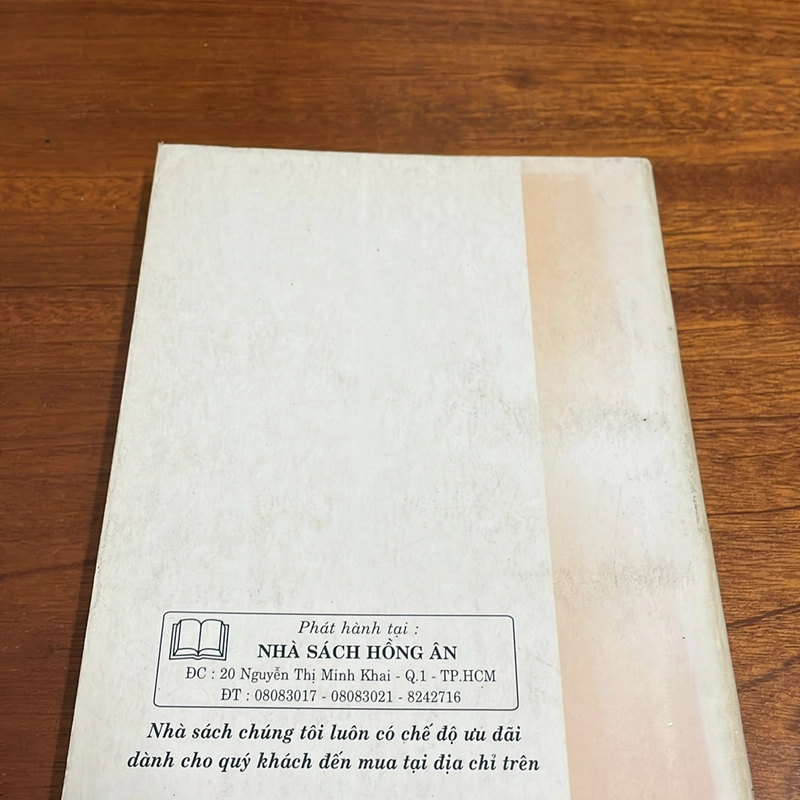 Phát hành tại :
NHÀ SÁCH HỒNG ÂN
ĐC : 20 Nguyễn Thị Minh Khai - Q.1 - TP.HCM
ĐT : 08083017 - 08083021 - 8242716
Nhà sách chúng tôi luôn có chế độ ưu đãi
dành cho quý khách đến mua tại địa chỉ trên